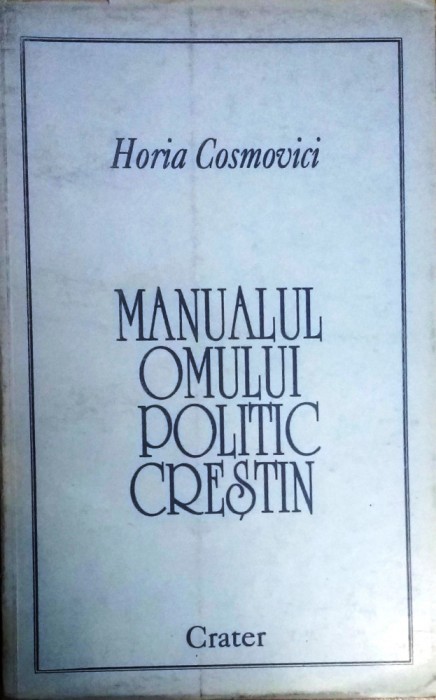 Horia Cosmovici
MANUALUL
OMULUI
POLITIC
CREȘTIN
Crater